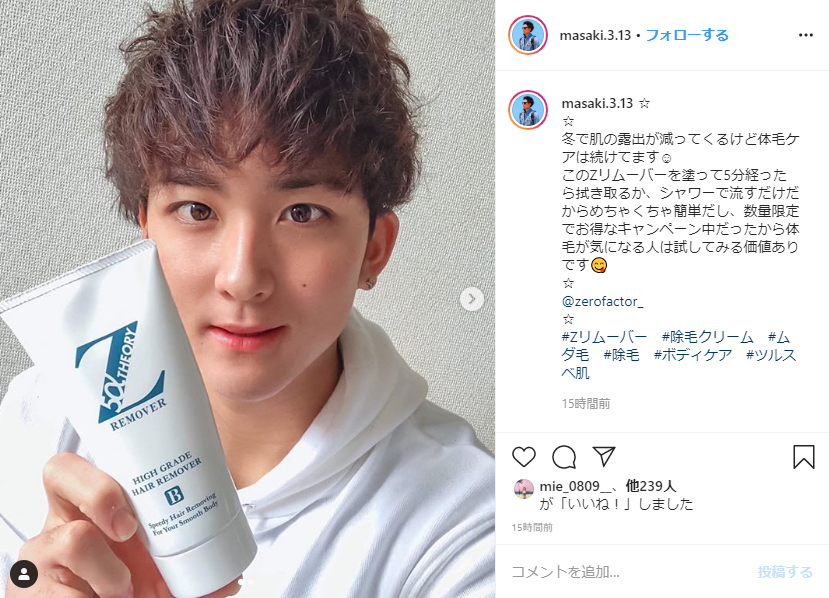 masaki.3.13 • フォローする
masaki.3.13 ☆
☆
冬で肌の露出が減ってくるけど体毛ケ
アは続けてます☺
このZリムーバーを塗って5分経った
ら拭き取るか、シャワーで流すだけだ
からめちゃくちゃ簡単だし、数量限定
でお得なキャンペーン中だったから体
毛が気になる人は試してみる価値あり
です😋
☆
@zerofactor_
☆
#Zリムーバー #除毛クリーム #ム
ダ毛 #除毛 #ボディケア #ツルス
ベ肌
15時間前
mie_0809__、他239人
が「いいね！」しました
15時間前
コメントを追加...
投稿する
Z
5α THEORY
REMOVER
HIGH GRADE
HAIR REMOVER
B
Speedy Hair Removing
For Your Smooth Body